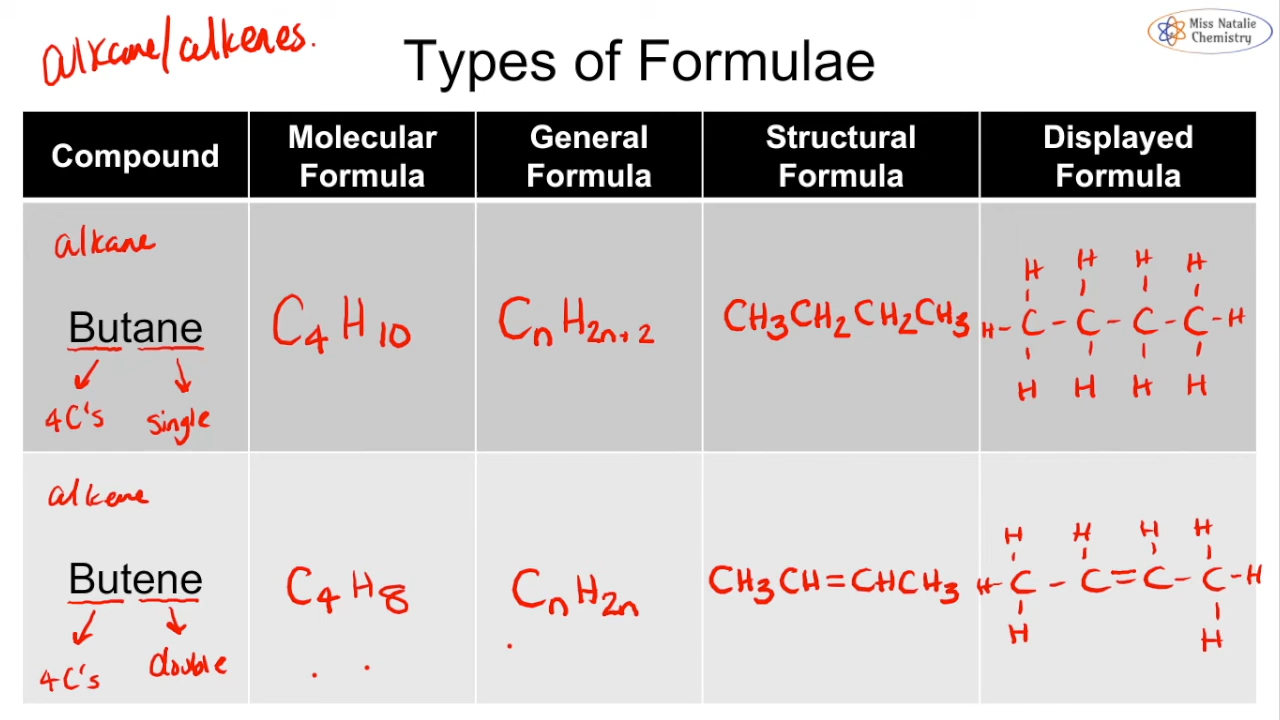 alkane/alkenes.
Types of Formulae
Miss Natalie
Chemistry
Compound
Molecular
Formula
General
Formula
Structural
Formula
Displayed
Formula
alkane
Butane
4C's single
C₄H₁₀
CₙH₂ₙ₊₂
CH₃CH₂CH₂CH₃
H H H H
H-C-C-C-C-H
H H H H
alkene
Butene
4C's double
C₄H₈
CₙH₂ₙ
CH₃CH=CHCH₃
H H H H
H-C-C=C-C-H
H H